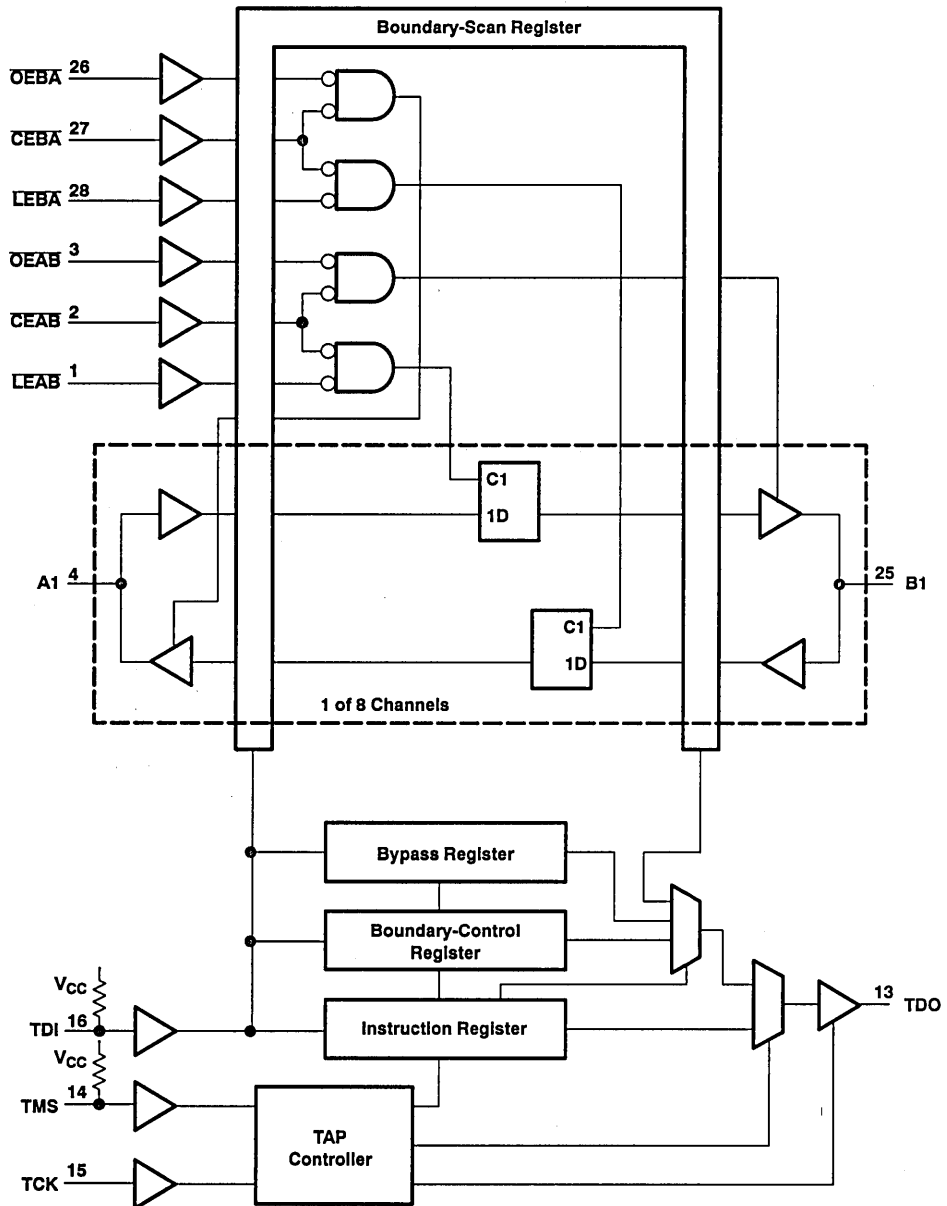 Boundary-Scan Register
OEBA 26
CEBA 27
LEBA 28
OEAB 3
CEAB 2
LEAB 1
C1
1D
A1 4
25 B1
C1
1D
1 of 8 Channels
Bypass Register
Boundary-Control
Register
VCC
TDI 16
Instruction Register
13 TDO
VCC
TMS 14
TAP
Controller
TCK 15